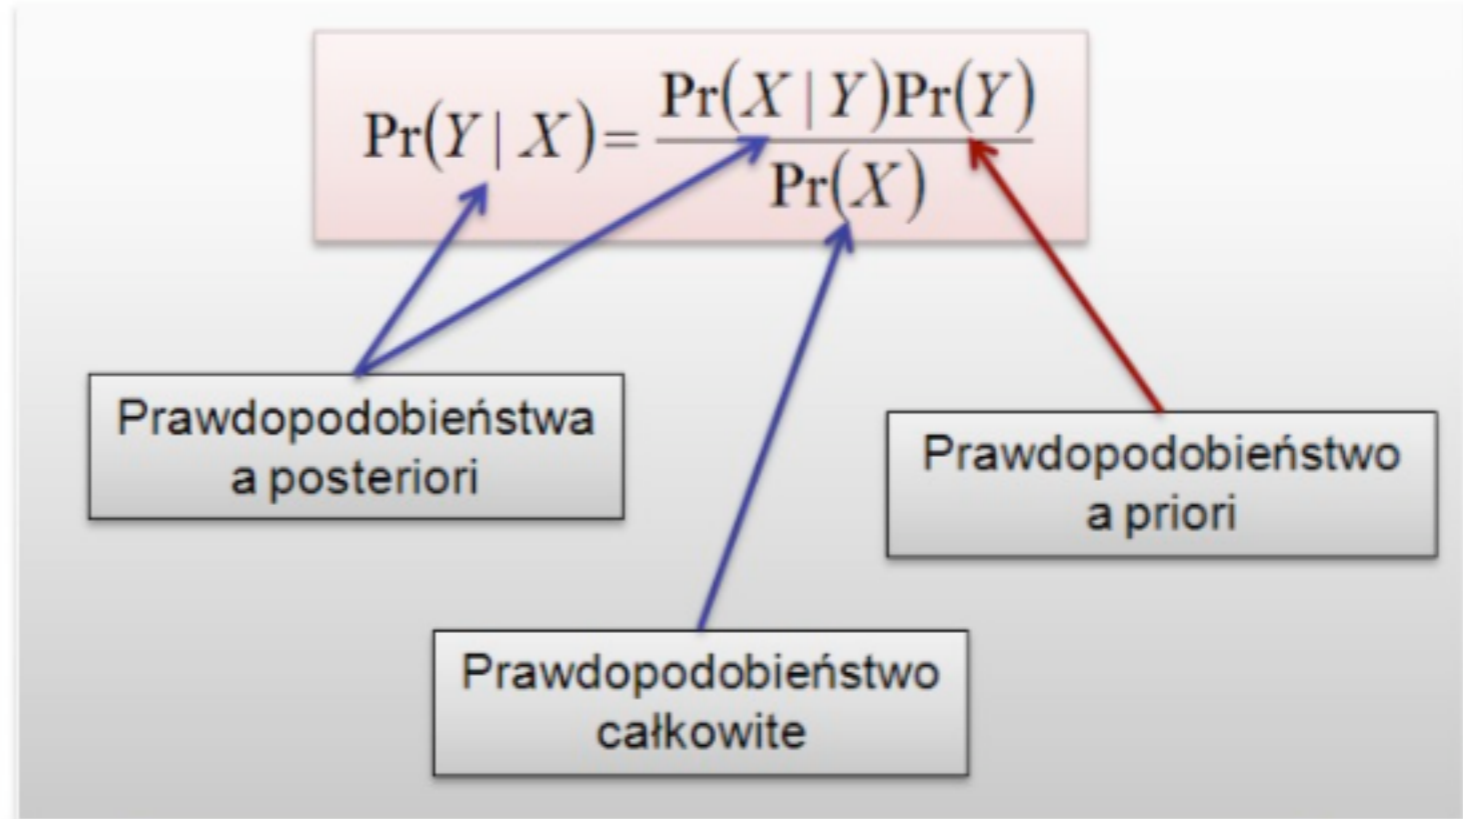 Pr(Y | X) = Pr(X | Y)Pr(Y)
Pr(X)
Prawdopodobieństwa
a posteriori
Prawdopodobieństwo
a priori
Prawdopodobieństwo
całkowite